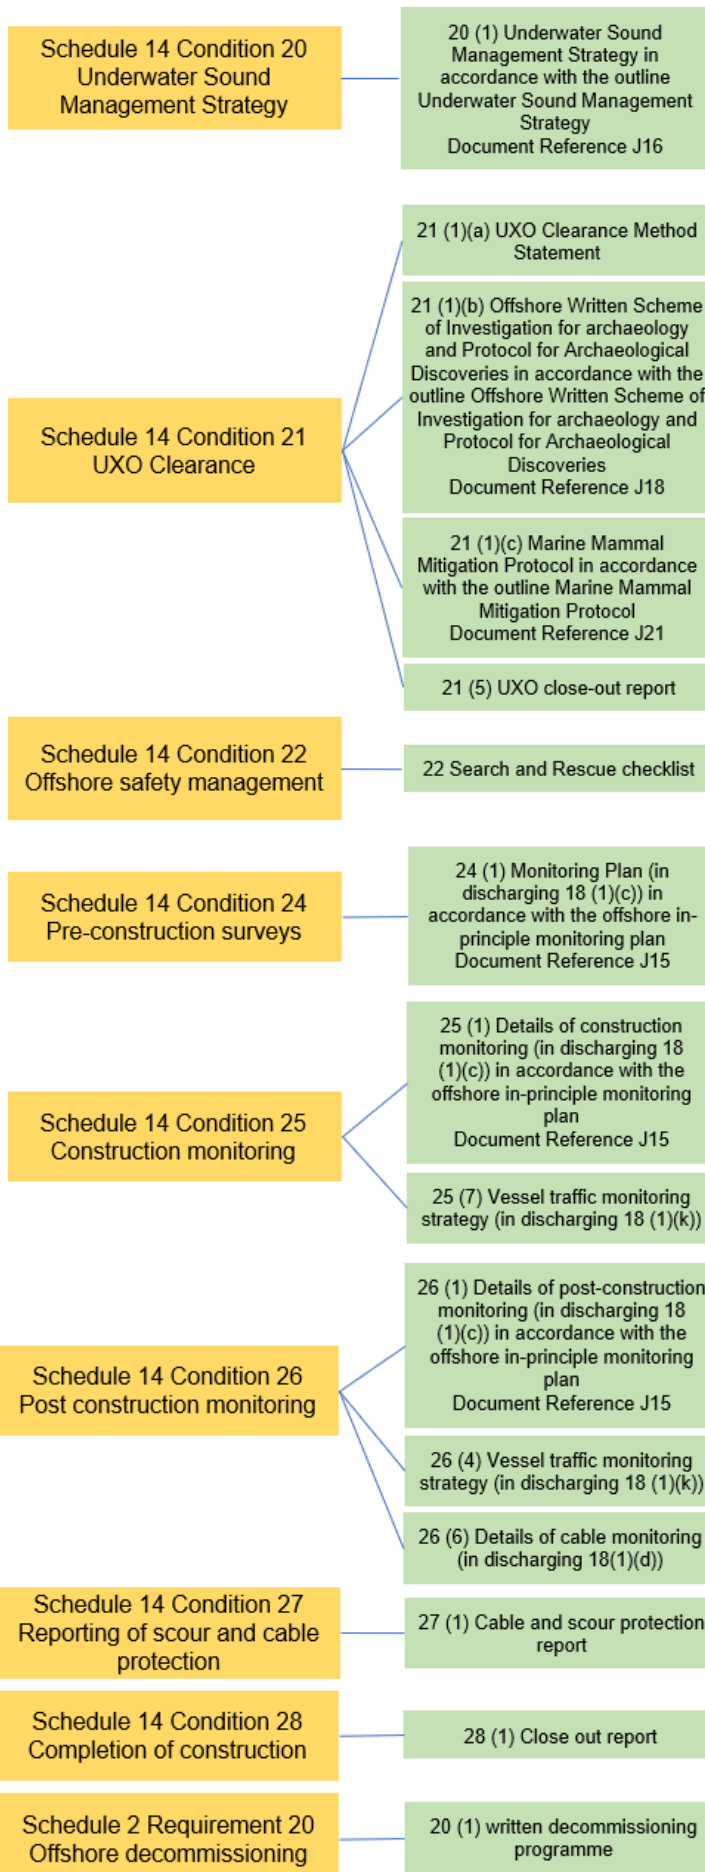 Schedule 14 Condition 20
Underwater Sound
Management Strategy
20 (1) Underwater Sound
Management Strategy in
accordance with the outline
Underwater Sound Management
Strategy
Document Reference J16
Schedule 14 Condition 21
UXO Clearance
21 (1)(a) UXO Clearance Method
Statement
21 (1)(b) Offshore Written Scheme
of Investigation for archaeology
and Protocol for Archaeological
Discoveries in accordance with the
outline Offshore Written Scheme of
Investigation for archaeology and
Protocol for Archaeological
Discoveries
Document Reference J18
21 (1)(c) Marine Mammal
Mitigation Protocol in accordance
with the outline Marine Mammal
Mitigation Protocol
Document Reference J21
21 (5) UXO close-out report
Schedule 14 Condition 22
Offshore safety management
22 Search and Rescue checklist
Schedule 14 Condition 24
Pre-construction surveys
24 (1) Monitoring Plan (in
discharging 18 (1)(c)) in
accordance with the offshore in-
principle monitoring plan
Document Reference J15
Schedule 14 Condition 25
Construction monitoring
25 (1) Details of construction
monitoring (in discharging 18
(1)(c)) in accordance with the
offshore in-principle monitoring
plan
Document Reference J15
25 (7) Vessel traffic monitoring
strategy (in discharging 18 (1)(k))
Schedule 14 Condition 26
Post construction monitoring
26 (1) Details of post-construction
monitoring (in discharging 18
(1)(c)) in accordance with the
offshore in-principle monitoring
plan
Document Reference J15
26 (4) Vessel traffic monitoring
strategy (in discharging 18 (1)(k))
26 (6) Details of cable monitoring
(in discharging 18(1)(d))
Schedule 14 Condition 27
Reporting of scour and cable
protection
27 (1) Cable and scour protection
report
Schedule 14 Condition 28
Completion of construction
28 (1) Close out report
Schedule 2 Requirement 20
Offshore decommissioning
20 (1) written decommissioning
programme